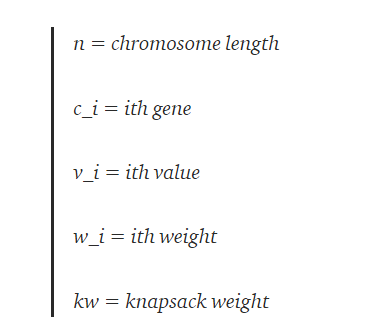 n = chromosome length
c_i = ith gene
v_i = ith value
w_i = ith weight
kw = knapsack weight